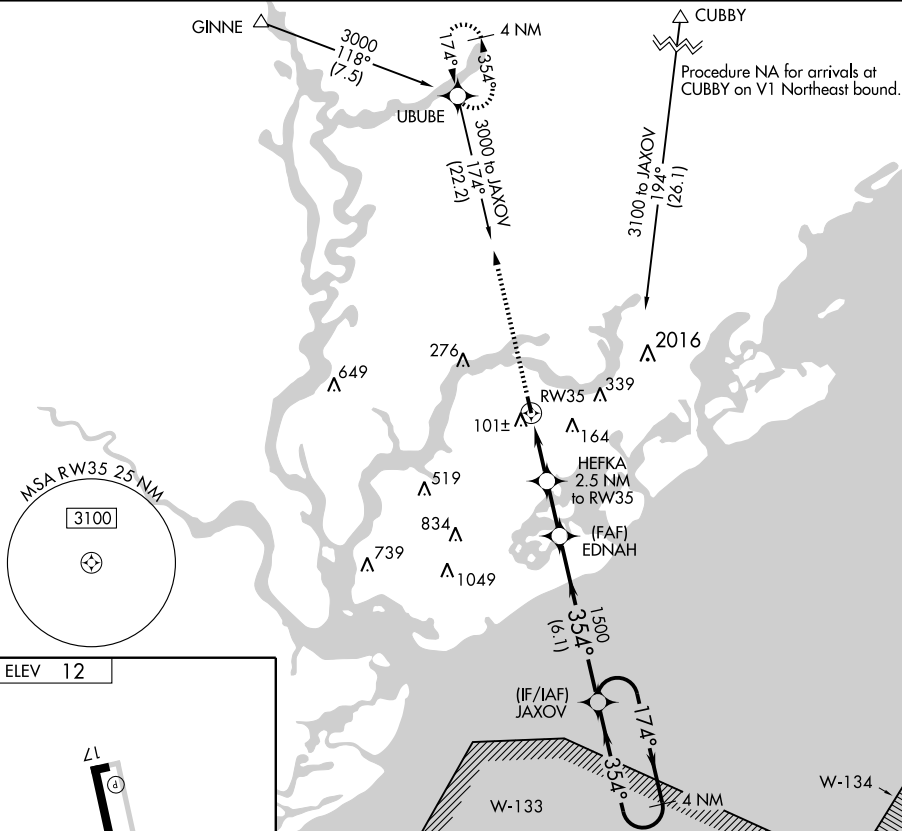 GINNE
3000
118°
(7.5)
174°
354°
4 NM
UBUBE
3000 to JAXOV
174°
(22.2)
CUBBY
Procedure NA for arrivals at
CUBBY on V1 Northeast bound.
3100 to JAXOV
194°
(26.1)
2016
276
649
339
RW35
101±
164
HEFKA
2.5 NM
to RW35
519
834
(FAF)
EDNAH
739
1049
MSA RW35 25 NM
3100
1500
354°
(6.1)
ELEV 12
(IF/IAF)
JAXOV
174°
354°
4 NM
W-133
W-134
17
P